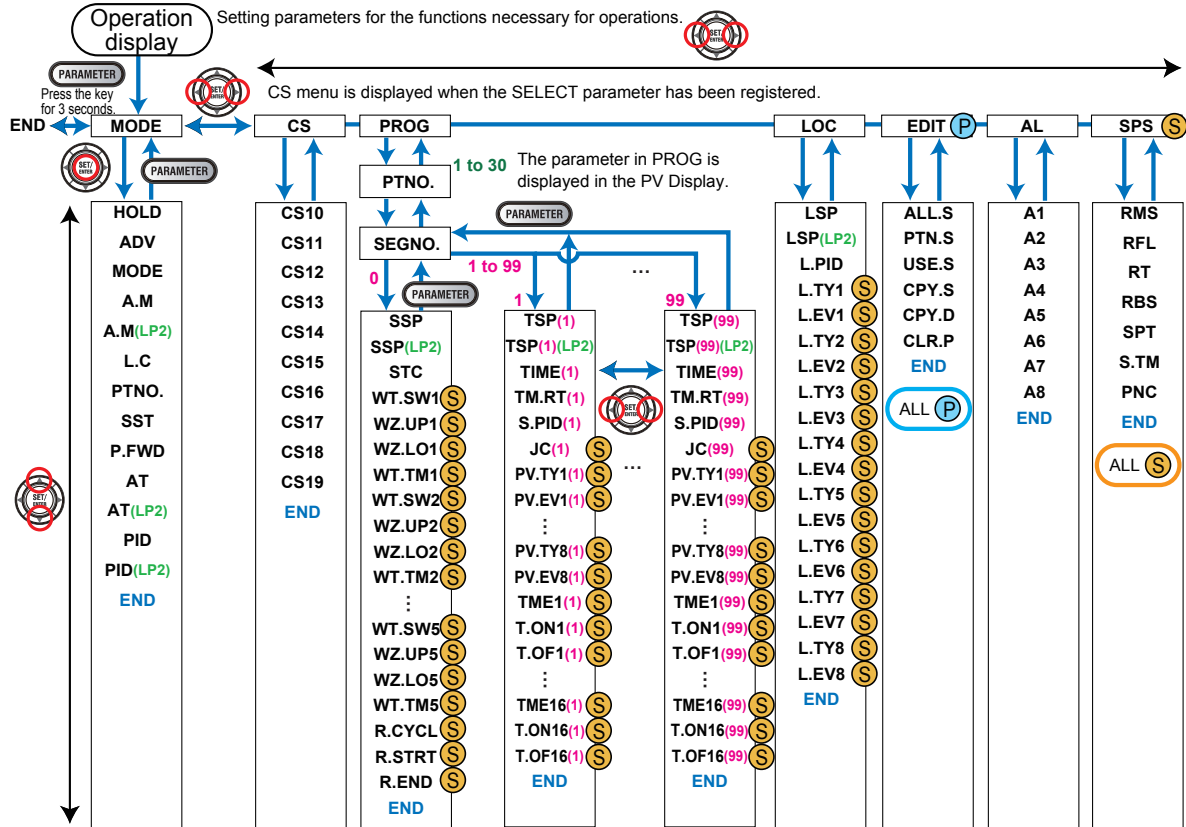 Operation
display
Setting parameters for the functions necessary for operations.
SET/
ENTER
PARAMETER
Press the key
for 3 seconds.
SET/
ENTER
CS menu is displayed when the SELECT parameter has been registered.
END
MODE
CS
PROG
LOC
EDIT P
AL
SPS S
SET/
ENTER
PARAMETER
PTNO.
1 to 30
The parameter in PROG is
displayed in the PV Display.
SEGNO.
PARAMETER
0
1 to 99
...
PARAMETER
1
99
SET/
ENTER
HOLD
ADV
MODE
A.M
A.M(LP2)
L.C
PTNO.
SST
P.FWD
AT
AT(LP2)
PID
PID(LP2)
END
CS10
CS11
CS12
CS13
CS14
CS15
CS16
CS17
CS18
CS19
END
SSP
SSP(LP2)
STC
WT.SW1 S
WZ.UP1 S
WZ.LO1 S
WT.TM1 S
WT.SW2 S
WZ.UP2 S
WZ.LO2 S
WT.TM2 S
⋮
WT.SW5 S
WZ.UP5 S
WZ.LO5 S
WT.TM5 S
R.CYCL S
R.STRT S
R.END S
END
TSP(1)
TSP(1)(LP2)
TIME(1)
TM.RT(1)
S.PID(1)
JC(1) S
PV.TY1(1) S
PV.EV1(1) S
⋮
PV.TY8(1) S
PV.EV8(1) S
TME1(1) S
T.ON1(1) S
T.OF1(1) S
⋮
TME16(1) S
T.ON16(1) S
T.OF16(1) S
END
SET/
ENTER
...
TSP(99)
TSP(99)(LP2)
TIME(99)
TM.RT(99)
S.PID(99)
JC(99) S
PV.TY1(99) S
PV.EV1(99) S
⋮
PV.TY8(99) S
PV.EV8(99) S
TME1(99) S
T.ON1(99) S
T.OF1(99) S
⋮
TME16(99) S
T.ON16(99) S
T.OF16(99) S
END
LSP
LSP(LP2)
L.PID
L.TY1 S
L.EV1 S
L.TY2 S
L.EV2 S
L.TY3 S
L.EV3 S
L.TY4 S
L.EV4 S
L.TY5 S
L.EV5 S
L.TY6 S
L.EV6 S
L.TY7 S
L.EV7 S
L.TY8 S
L.EV8 S
END
ALL.S
PTN.S
USE.S
CPY.S
CPY.D
CLR.P
END
ALL P
A1
A2
A3
A4
A5
A6
A7
A8
END
RMS
RFL
RT
RBS
SPT
S.TM
PNC
END
ALL S